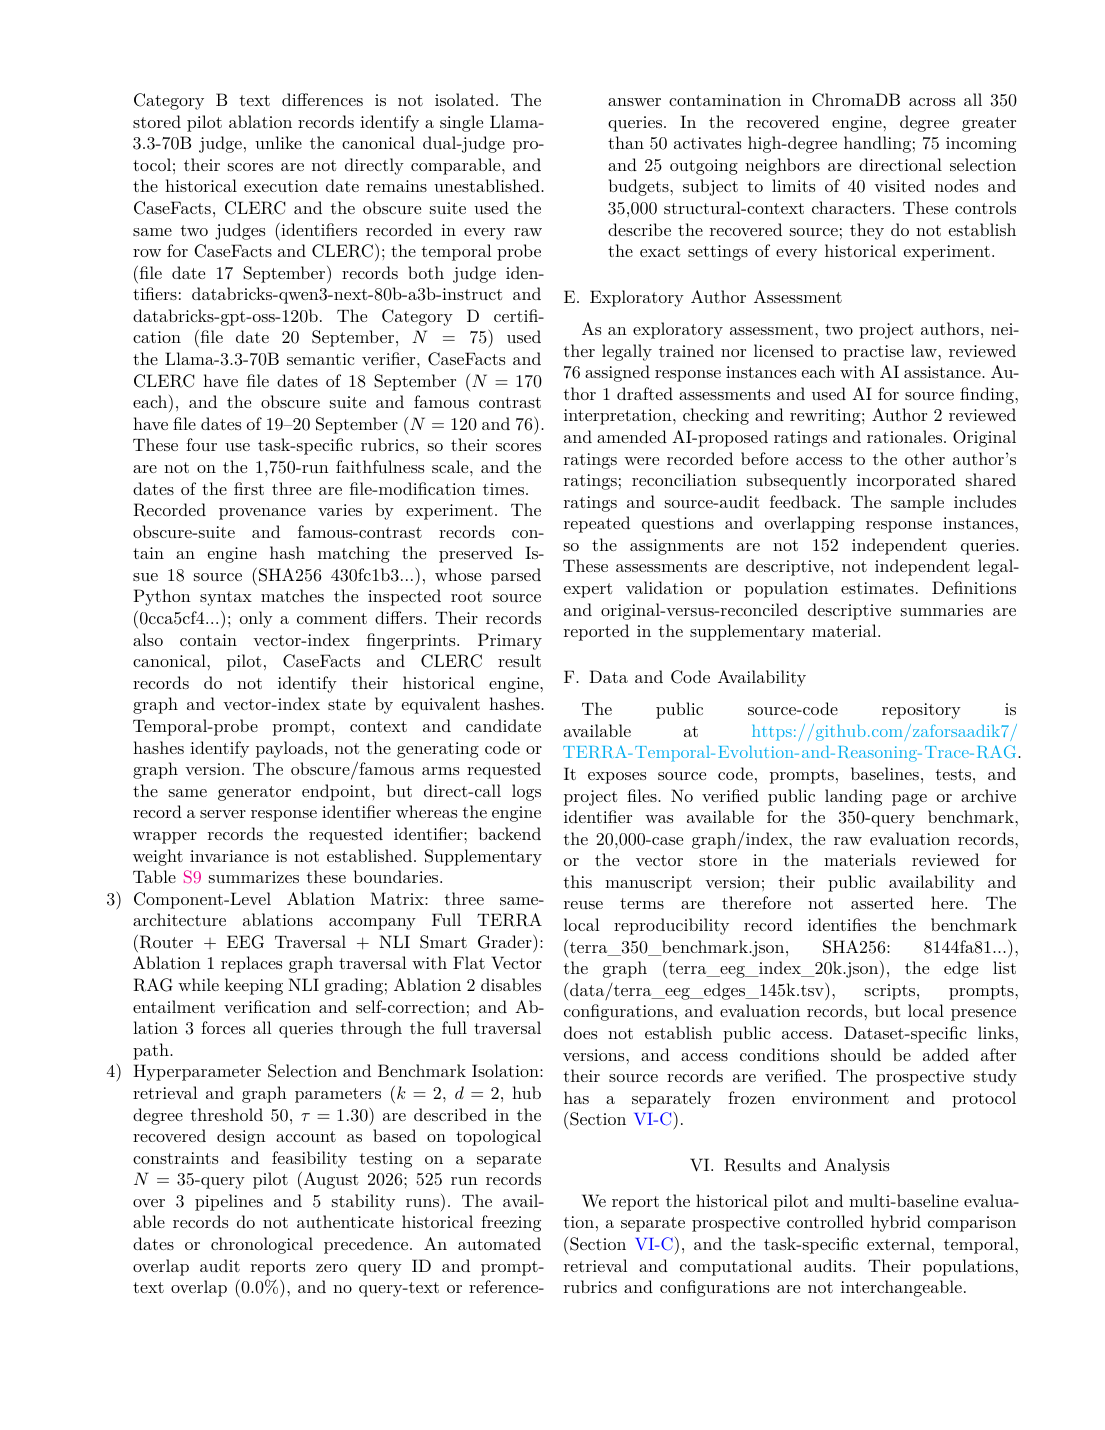 Category B text differences is not isolated. The
stored pilot ablation records identify a single Llama-
3.3-70B judge, unlike the canonical dual-judge pro-
tocol; their scores are not directly comparable, and
the historical execution date remains unestablished.
CaseFacts, CLERC and the obscure suite used the
same two judges (identifiers recorded in every raw
row for CaseFacts and CLERC); the temporal probe
(file date 17 September) records both judge iden-
tifiers: databricks-qwen3-next-80b-a3b-instruct and
databricks-gpt-oss-120b. The Category D certifi-
cation (file date 20 September, N = 75) used
the Llama-3.3-70B semantic verifier, CaseFacts and
CLERC have file dates of 18 September (N = 170
each), and the obscure suite and famous contrast
have file dates of 19–20 September (N = 120 and 76).
These four use task-specific rubrics, so their scores
are not on the 1,750-run faithfulness scale, and the
dates of the first three are file-modification times.
Recorded provenance varies by experiment. The
obscure-suite and famous-contrast records con-
tain an engine hash matching the preserved Is-
sue 18 source (SHA256 430fc1b3...), whose parsed
Python syntax matches the inspected root source
(0cca5cf4...); only a comment differs. Their records
also contain vector-index fingerprints. Primary
canonical, pilot, CaseFacts and CLERC result
records do not identify their historical engine,
graph and vector-index state by equivalent hashes.
Temporal-probe prompt, context and candidate
hashes identify payloads, not the generating code or
graph version. The obscure/famous arms requested
the same generator endpoint, but direct-call logs
record a server response identifier whereas the engine
wrapper records the requested identifier; backend
weight invariance is not established. Supplementary
Table S9 summarizes these boundaries.
3) Component-Level Ablation Matrix: three same-
architecture ablations accompany Full TERRA
(Router + EEG Traversal + NLI Smart Grader):
Ablation 1 replaces graph traversal with Flat Vector
RAG while keeping NLI grading; Ablation 2 disables
entailment verification and self-correction; and Ab-
lation 3 forces all queries through the full traversal
path.
4) Hyperparameter Selection and Benchmark Isolation:
retrieval and graph parameters (k = 2, d = 2, hub
degree threshold 50, τ = 1.30) are described in the
recovered design account as based on topological
constraints and feasibility testing on a separate
N = 35-query pilot (August 2026; 525 run records
over 3 pipelines and 5 stability runs). The avail-
able records do not authenticate historical freezing
dates or chronological precedence. An automated
overlap audit reports zero query ID and prompt-
text overlap (0.0%), and no query-text or reference-
answer contamination in ChromaDB across all 350
queries. In the recovered engine, degree greater
than 50 activates high-degree handling; 75 incoming
and 25 outgoing neighbors are directional selection
budgets, subject to limits of 40 visited nodes and
35,000 structural-context characters. These controls
describe the recovered source; they do not establish
the exact settings of every historical experiment.
E. Exploratory Author Assessment
As an exploratory assessment, two project authors, nei-
ther legally trained nor licensed to practise law, reviewed
76 assigned response instances each with AI assistance. Au-
thor 1 drafted assessments and used AI for source finding,
interpretation, checking and rewriting; Author 2 reviewed
and amended AI-proposed ratings and rationales. Original
ratings were recorded before access to the other author's
ratings; reconciliation subsequently incorporated shared
ratings and source-audit feedback. The sample includes
repeated questions and overlapping response instances,
so the assignments are not 152 independent queries.
These assessments are descriptive, not independent legal-
expert validation or population estimates. Definitions
and original-versus-reconciled descriptive summaries are
reported in the supplementary material.
F. Data and Code Availability
The public source-code repository is
available at https://github.com/zaforsaadik7/
TERRA-Temporal-Evolution-and-Reasoning-Trace-RAG.
It exposes source code, prompts, baselines, tests, and
project files. No verified public landing page or archive
identifier was available for the 350-query benchmark,
the 20,000-case graph/index, the raw evaluation records,
or the vector store in the materials reviewed for
this manuscript version; their public availability and
reuse terms are therefore not asserted here. The
local reproducibility record identifies the benchmark
(terra_350_benchmark.json, SHA256: 8144fa81...),
the graph (terra_eeg_index_20k.json), the edge list
(data/terra_eeg_edges_145k.tsv), scripts, prompts,
configurations, and evaluation records, but local presence
does not establish public access. Dataset-specific links,
versions, and access conditions should be added after
their source records are verified. The prospective study
has a separately frozen environment and protocol
(Section VI-C).
VI. Results and Analysis
We report the historical pilot and multi-baseline evalua-
tion, a separate prospective controlled hybrid comparison
(Section VI-C), and the task-specific external, temporal,
retrieval and computational audits. Their populations,
rubrics and configurations are not interchangeable.